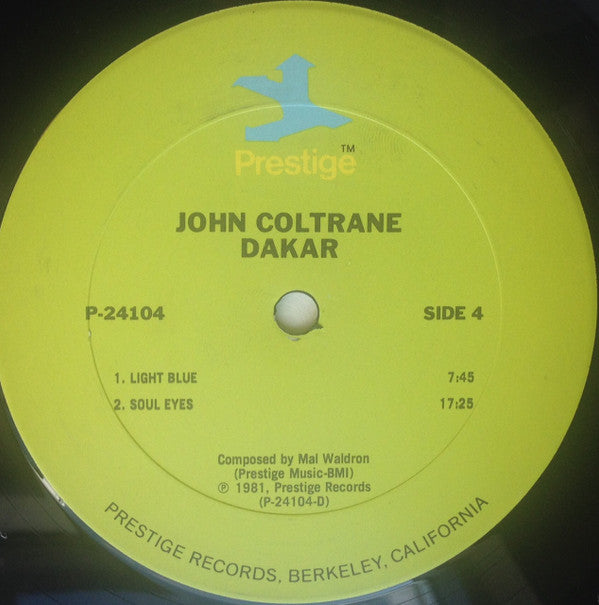 Prestige™
JOHN COLTRANE
DAKAR
P-24104
SIDE 4
1. LIGHT BLUE 7:45
2. SOUL EYES 17:25
Composed by Mal Waldron
(Prestige Music-BMI)
℗ 1981, Prestige Records
(P-24104-D)
PRESTIGE RECORDS, BERKELEY, CALIFORNIA